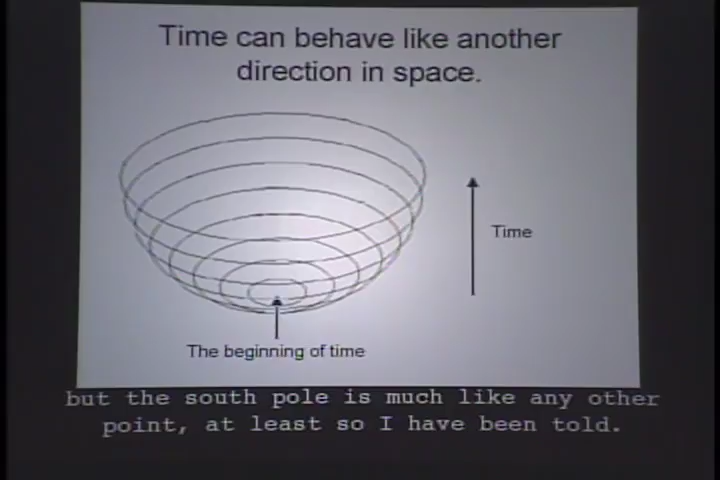 Time can behave like another
direction in space.
Time
The beginning of time
but the south pole is much like any other
point, at least so I have been told.